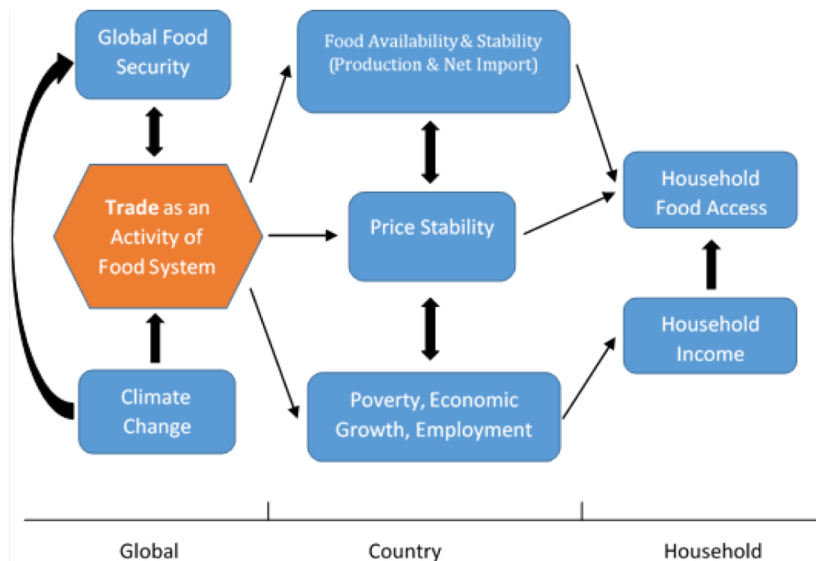 Global Food
Security
Food Availability & Stability
(Production & Net Import)
Trade as an
Activity of
Food System
Price Stability
Household
Food Access
Climate
Change
Poverty, Economic
Growth, Employment
Household
Income
Global
Country
Household